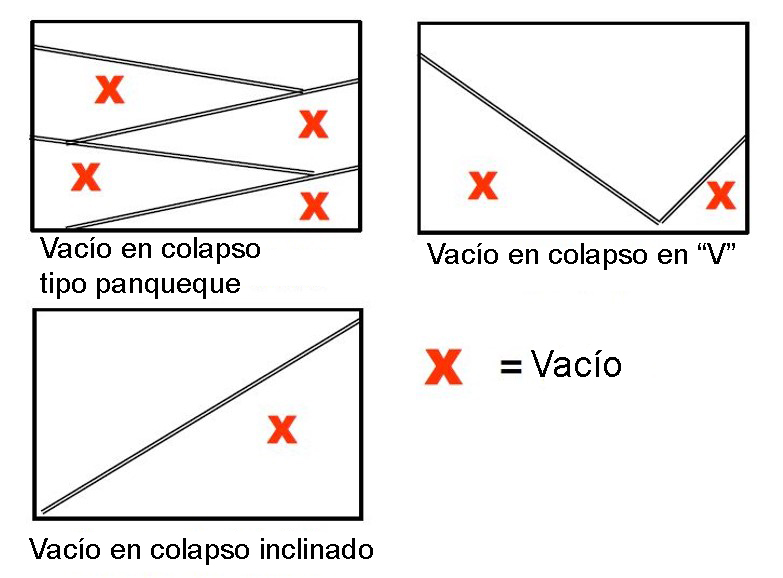 X
X
X
X
Vacío en colapso
tipo panqueque
X
X
Vacío en colapso en “V”
X
Vacío en colapso inclinado
X = Vacío